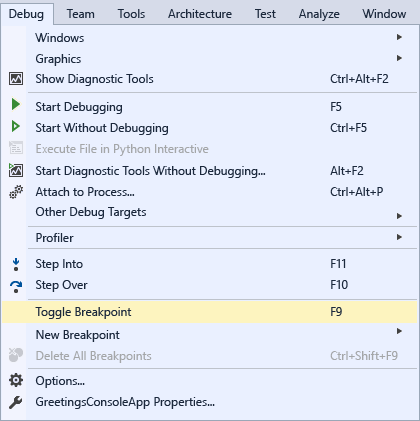 Debug Team Tools Architecture Test Analyze Window
Windows
Graphics
Show Diagnostic Tools Ctrl+Alt+F2
Start Debugging F5
Start Without Debugging Ctrl+F5
Execute File in Python Interactive
Start Diagnostic Tools Without Debugging... Alt+F2
Attach to Process... Ctrl+Alt+P
Other Debug Targets
Profiler
Step Into F11
Step Over F10
Toggle Breakpoint F9
New Breakpoint
Delete All Breakpoints Ctrl+Shift+F9
Options...
GreetingsConsoleApp Properties...